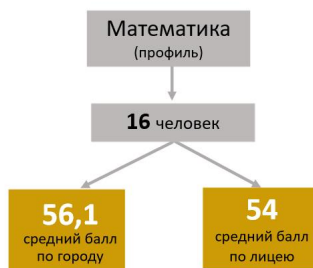 Математика
(профиль)
16 человек
56,1
средний балл
по городу
54
средний балл
по лицею